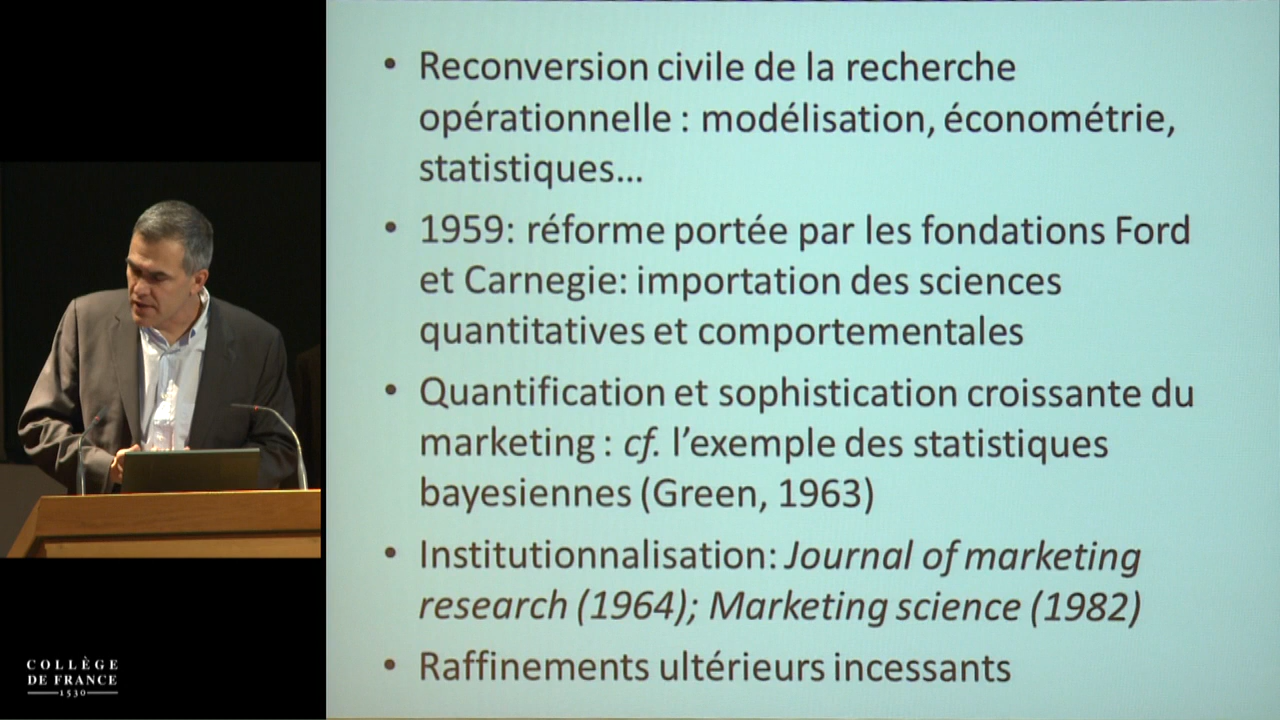 Reconversion civile de la recherche
opérationnelle : modélisation, économétrie,
statistiques...
1959: réforme portée par les fondations Ford
et Carnegie: importation des sciences
quantitatives et comportementales
Quantification et sophistication croissante du
marketing : cf. l'exemple des statistiques
bayesiennes (Green, 1963)
Institutionnalisation: Journal of marketing
research (1964); Marketing science (1982)
Raffinements ultérieurs incessants
COLLÈGE
DE FRANCE
1530